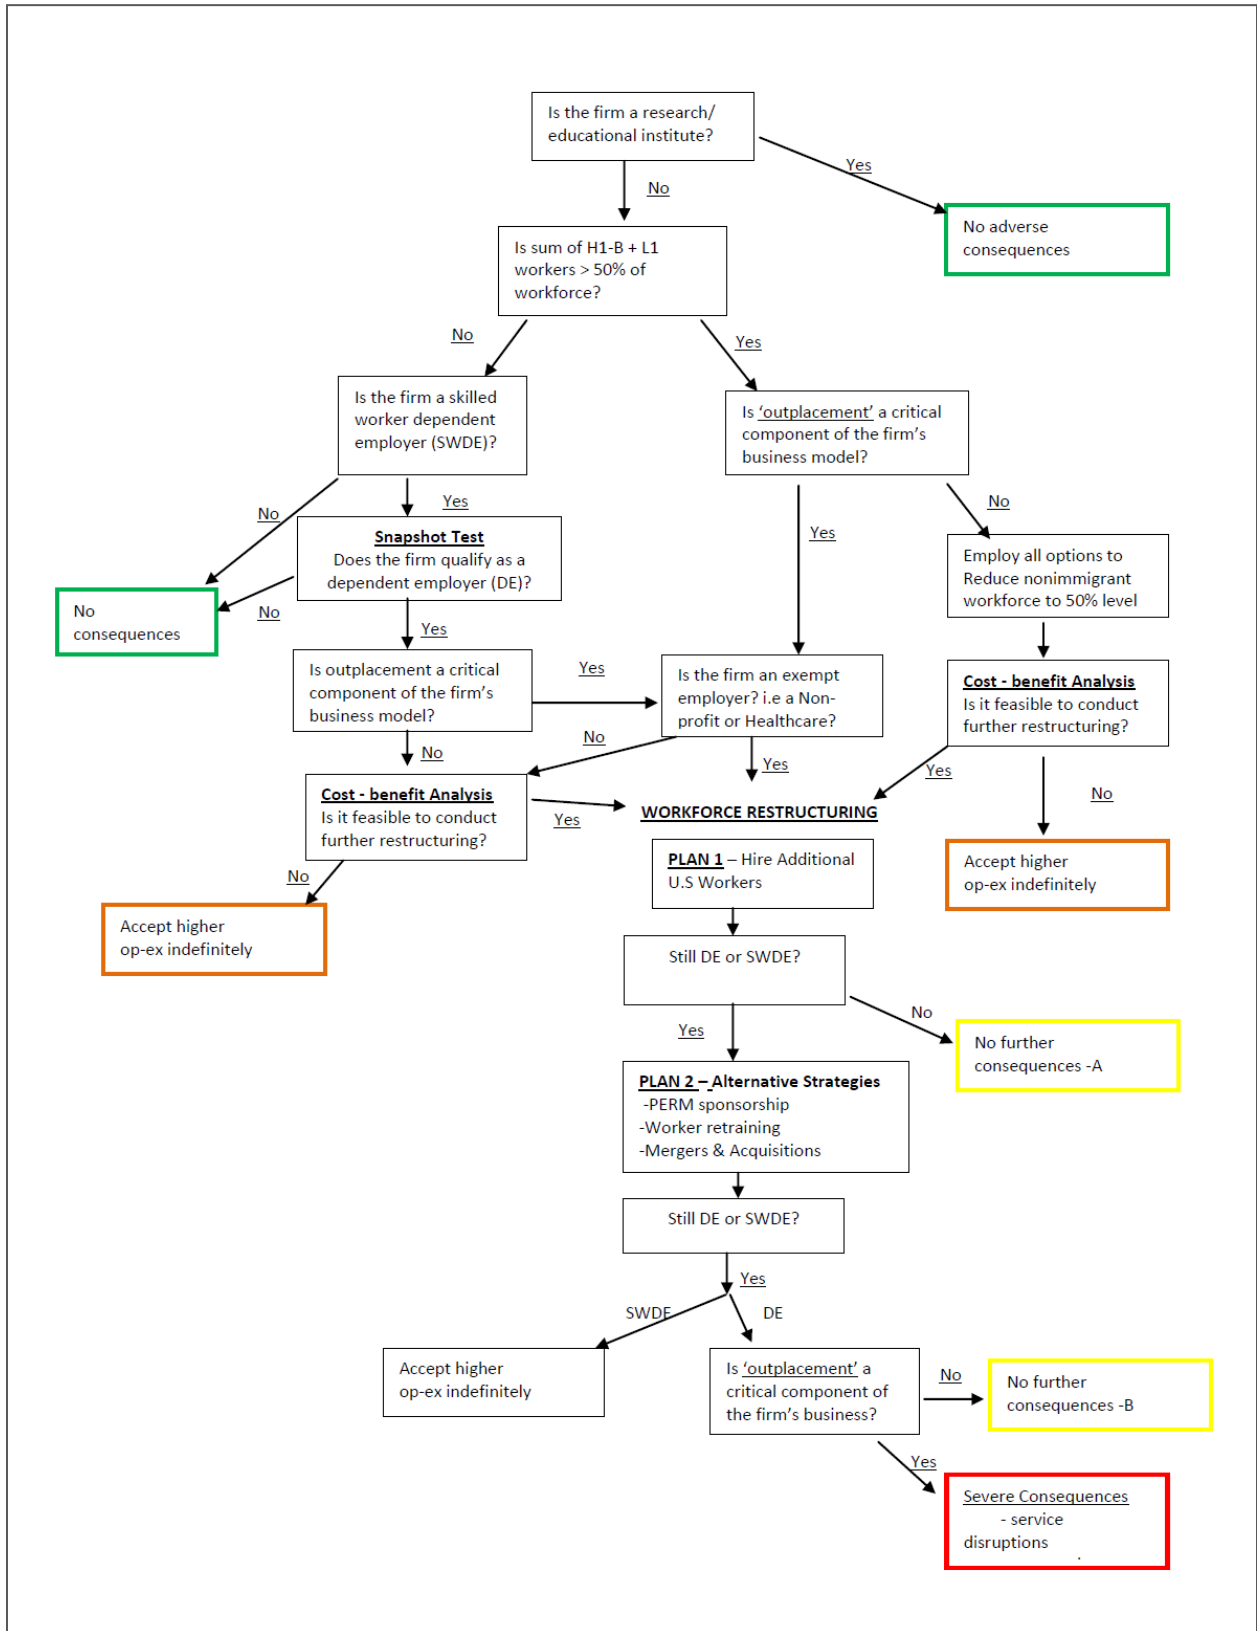 Is the firm a research/
educational institute?
Yes
No
No adverse
consequences
Is sum of H1-B + L1
workers > 50% of
workforce?
No
Yes
Is the firm a skilled
worker dependent
employer (SWDE)?
Is ‘outplacement’ a critical
component of the firm’s
business model?
No
Yes
No
Yes
Snapshot Test
Does the firm qualify as a
dependent employer (DE)?
Employ all options to
Reduce nonimmigrant
workforce to 50% level
No
consequences
No
Yes
Is outplacement a critical
component of the firm’s
business model?
Yes
Is the firm an exempt
employer? i.e a Non-
profit or Healthcare?
Cost - benefit Analysis
Is it feasible to conduct
further restructuring?
No
No
Yes
Yes
No
Cost - benefit Analysis
Is it feasible to conduct
further restructuring?
Yes
WORKFORCE RESTRUCTURING
No
PLAN 1 – Hire Additional
U.S Workers
Accept higher
op-ex indefinitely
Accept higher
op-ex indefinitely
Still DE or SWDE?
No
Yes
No further
consequences -A
PLAN 2 – Alternative Strategies
-PERM sponsorship
-Worker retraining
-Mergers & Acquisitions
Still DE or SWDE?
Yes
SWDE
DE
Accept higher
op-ex indefinitely
Is ‘outplacement’ a
critical component of
the firm’s business?
No
No further
consequences -B
Yes
Severe Consequences
- service
disruptions
.